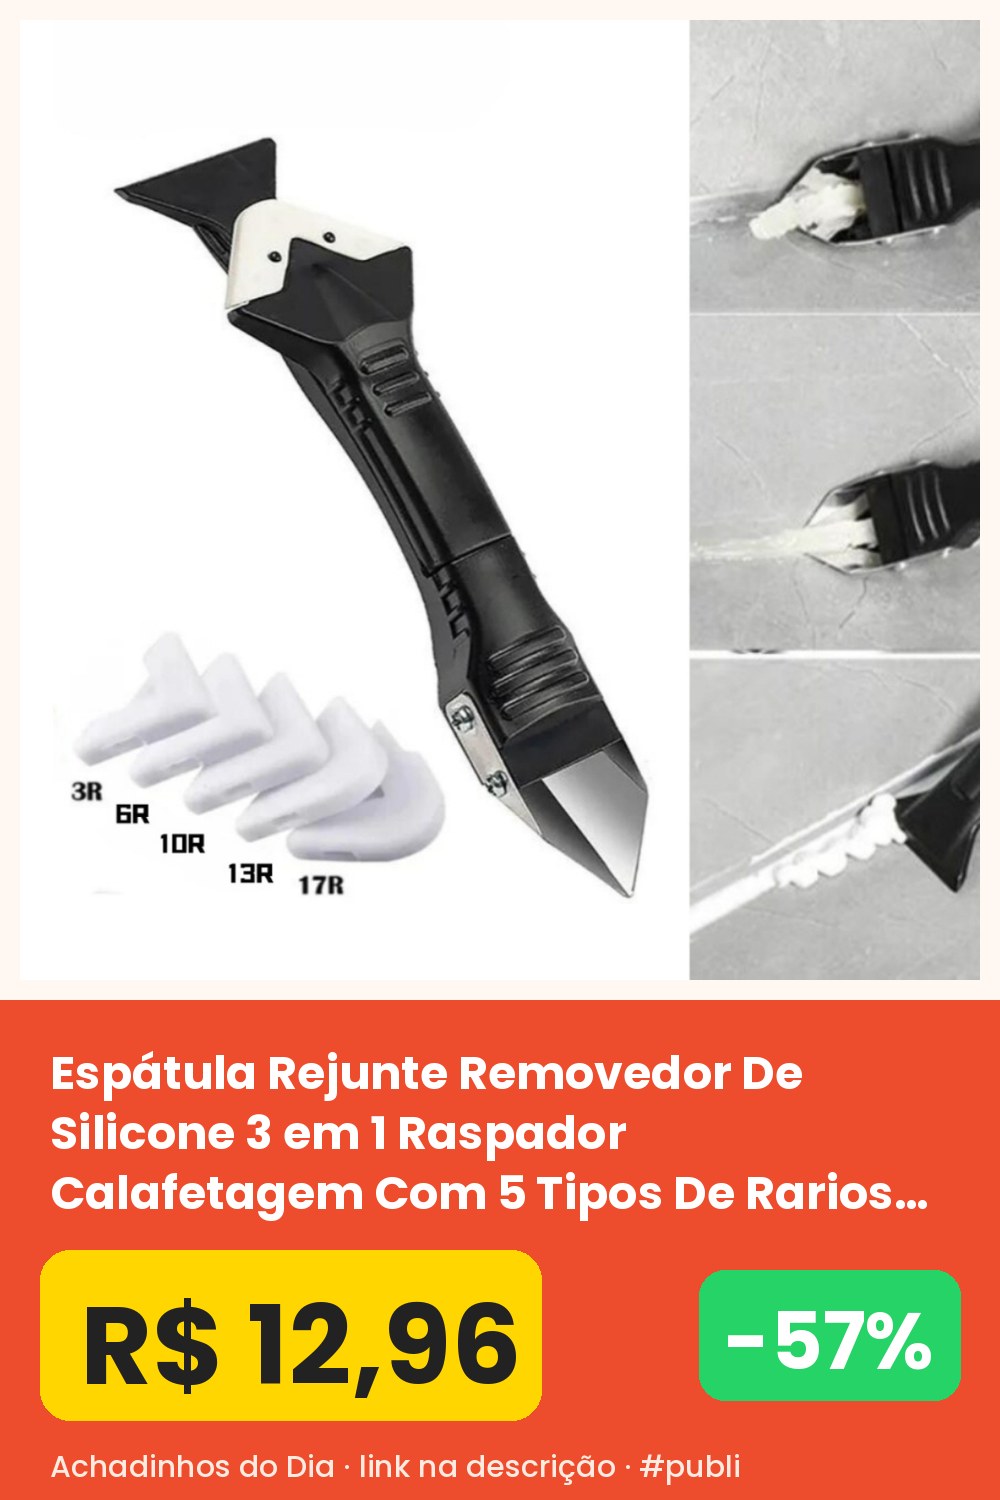 3R
6R
10R
13R
17R
Espátula Rejunte Removedor De
Silicone 3 em 1 Raspador
Calafetagem Com 5 Tipos De Rarios...
R$ 12,96
-57%
Achadinhos do Dia · link na descrição · #publi